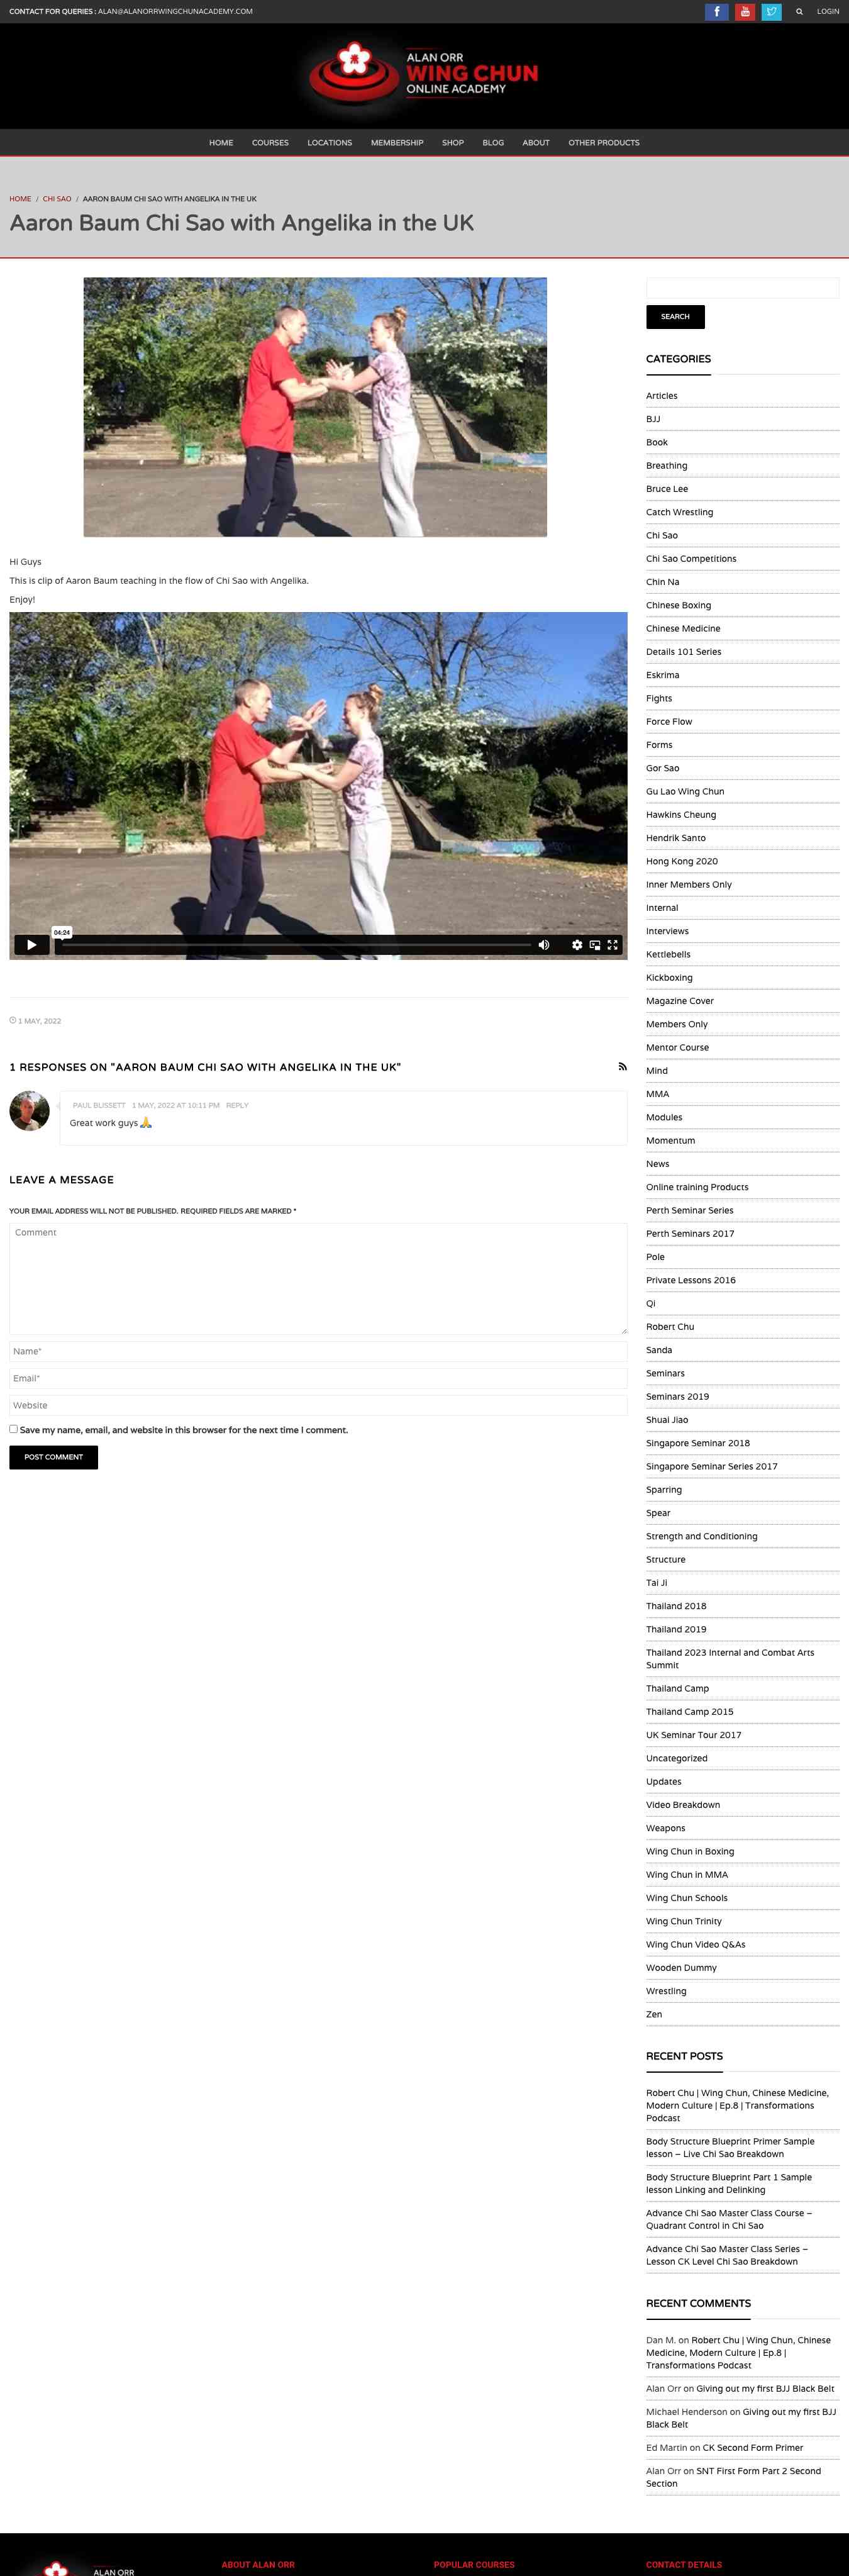 CONTACT FOR QUERIES : ALAN@ALANORRWINGCHUNACADEMY.COM
LOGIN
ALAN ORR
WING CHUN
ONLINE ACADEMY
HOME COURSES LOCATIONS MEMBERSHIP SHOP BLOG ABOUT OTHER PRODUCTS
HOME / CHI SAO / AARON BAUM CHI SAO WITH ANGELIKA IN THE UK
Aaron Baum Chi Sao with Angelika in the UK
Hi Guys
This is clip of Aaron Baum teaching in the flow of Chi Sao with Angelika.
Enjoy!
04:24
1 MAY, 2022
1 RESPONSES ON "AARON BAUM CHI SAO WITH ANGELIKA IN THE UK"
PAUL BLISSETT 1 MAY, 2022 AT 10:11 PM REPLY
Great work guys 🙏
LEAVE A MESSAGE
YOUR EMAIL ADDRESS WILL NOT BE PUBLISHED. REQUIRED FIELDS ARE MARKED *
Comment
Name*
Email*
Website
Save my name, email, and website in this browser for the next time I comment.
POST COMMENT
SEARCH
CATEGORIES
Articles
BJJ
Book
Breathing
Bruce Lee
Catch Wrestling
Chi Sao
Chi Sao Competitions
Chin Na
Chinese Boxing
Chinese Medicine
Details 101 Series
Eskrima
Fights
Force Flow
Forms
Gor Sao
Gu Lao Wing Chun
Hawkins Cheung
Hendrik Santo
Hong Kong 2020
Inner Members Only
Internal
Interviews
Kettlebells
Kickboxing
Magazine Cover
Members Only
Mentor Course
Mind
MMA
Modules
Momentum
News
Online training Products
Perth Seminar Series
Perth Seminars 2017
Pole
Private Lessons 2016
Qi
Robert Chu
Sanda
Seminars
Seminars 2019
Shuai Jiao
Singapore Seminar 2018
Singapore Seminar Series 2017
Sparring
Spear
Strength and Conditioning
Structure
Tai Ji
Thailand 2018
Thailand 2019
Thailand 2023 Internal and Combat Arts
Summit
Thailand Camp
Thailand Camp 2015
UK Seminar Tour 2017
Uncategorized
Updates
Video Breakdown
Weapons
Wing Chun in Boxing
Wing Chun in MMA
Wing Chun Schools
Wing Chun Trinity
Wing Chun Video Q&As
Wooden Dummy
Wrestling
Zen
RECENT POSTS
Robert Chu | Wing Chun, Chinese Medicine,
Modern Culture | Ep.8 | Transformations
Podcast
Body Structure Blueprint Primer Sample
lesson – Live Chi Sao Breakdown
Body Structure Blueprint Part 1 Sample
lesson Linking and Delinking
Advance Chi Sao Master Class Course –
Quadrant Control in Chi Sao
Advance Chi Sao Master Class Series –
Lesson CK Level Chi Sao Breakdown
RECENT COMMENTS
Dan M. on Robert Chu | Wing Chun, Chinese
Medicine, Modern Culture | Ep.8 |
Transformations Podcast
Alan Orr on Giving out my first BJJ Black Belt
Michael Henderson on Giving out my first BJJ
Black Belt
Ed Martin on CK Second Form Primer
Alan Orr on SNT First Form Part 2 Second
Section
ALAN ORR
ABOUT ALAN ORR
POPULAR COURSES
CONTACT DETAILS